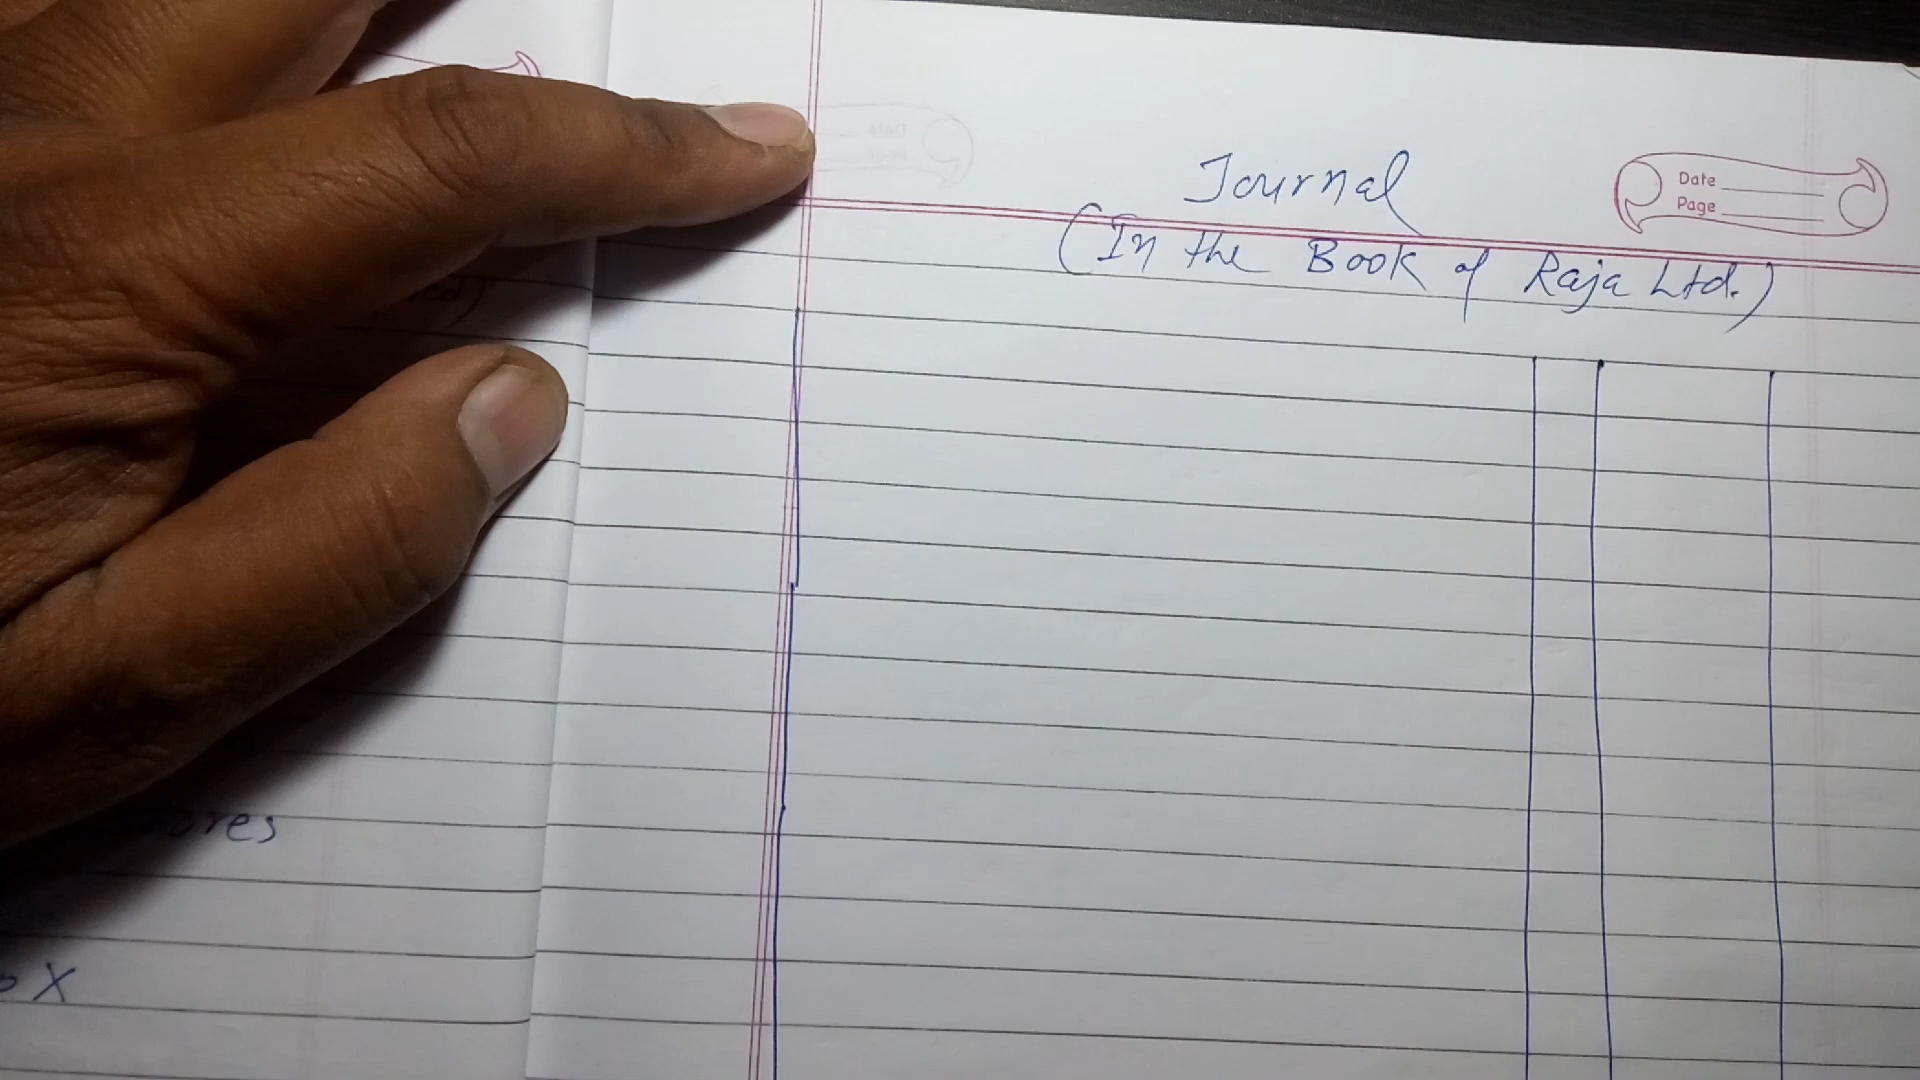 Journal
Date
Page
(In the Book of Raja Ltd.)
X